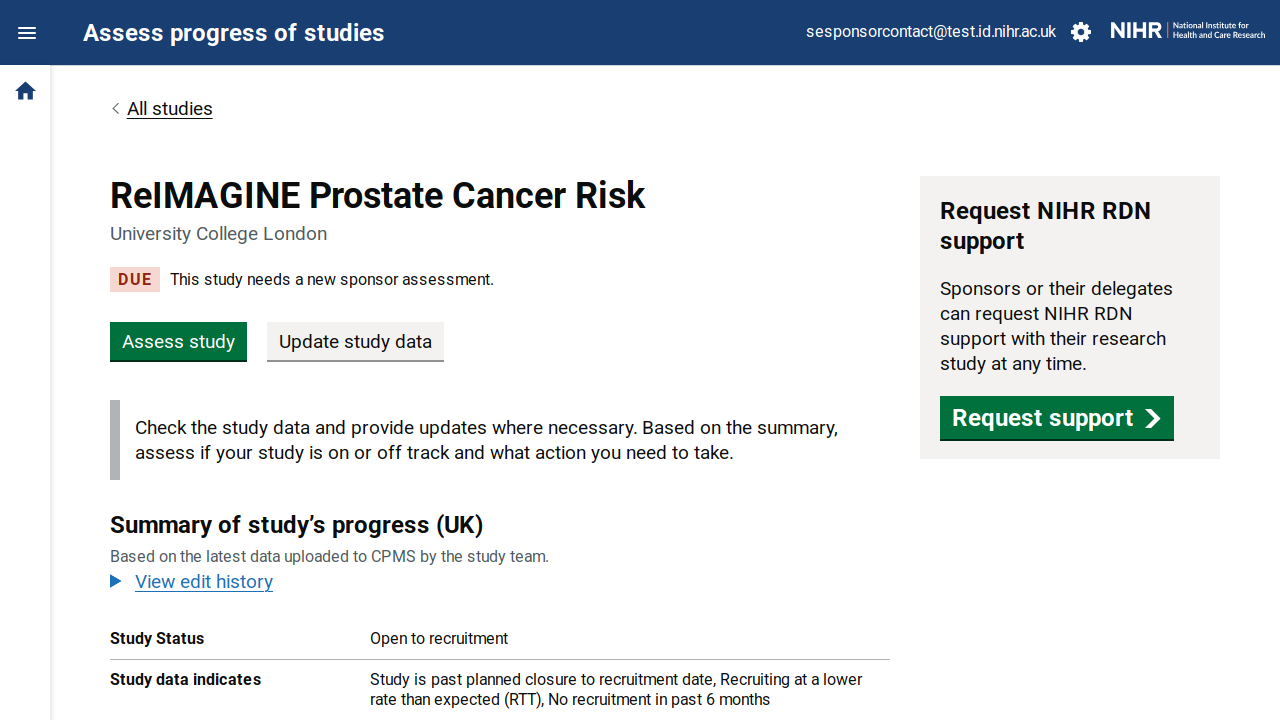 Assess progress of studies
sesponsorcontact@test.id.nihr.ac.uk
NIHR
National Institute for
Health and Care Research
All studies
ReIMAGINE Prostate Cancer Risk
University College London
DUE
This study needs a new sponsor assessment.
Assess study
Update study data
Check the study data and provide updates where necessary. Based on the summary,
assess if your study is on or off track and what action you need to take.
Summary of study’s progress (UK)
Based on the latest data uploaded to CPMS by the study team.
View edit history
Study Status
Open to recruitment
Study data indicates
Study is past planned closure to recruitment date, Recruiting at a lower
rate than expected (RTT), No recruitment in past 6 months
Request NIHR RDN
support
Sponsors or their delegates
can request NIHR RDN
support with their research
study at any time.
Request support